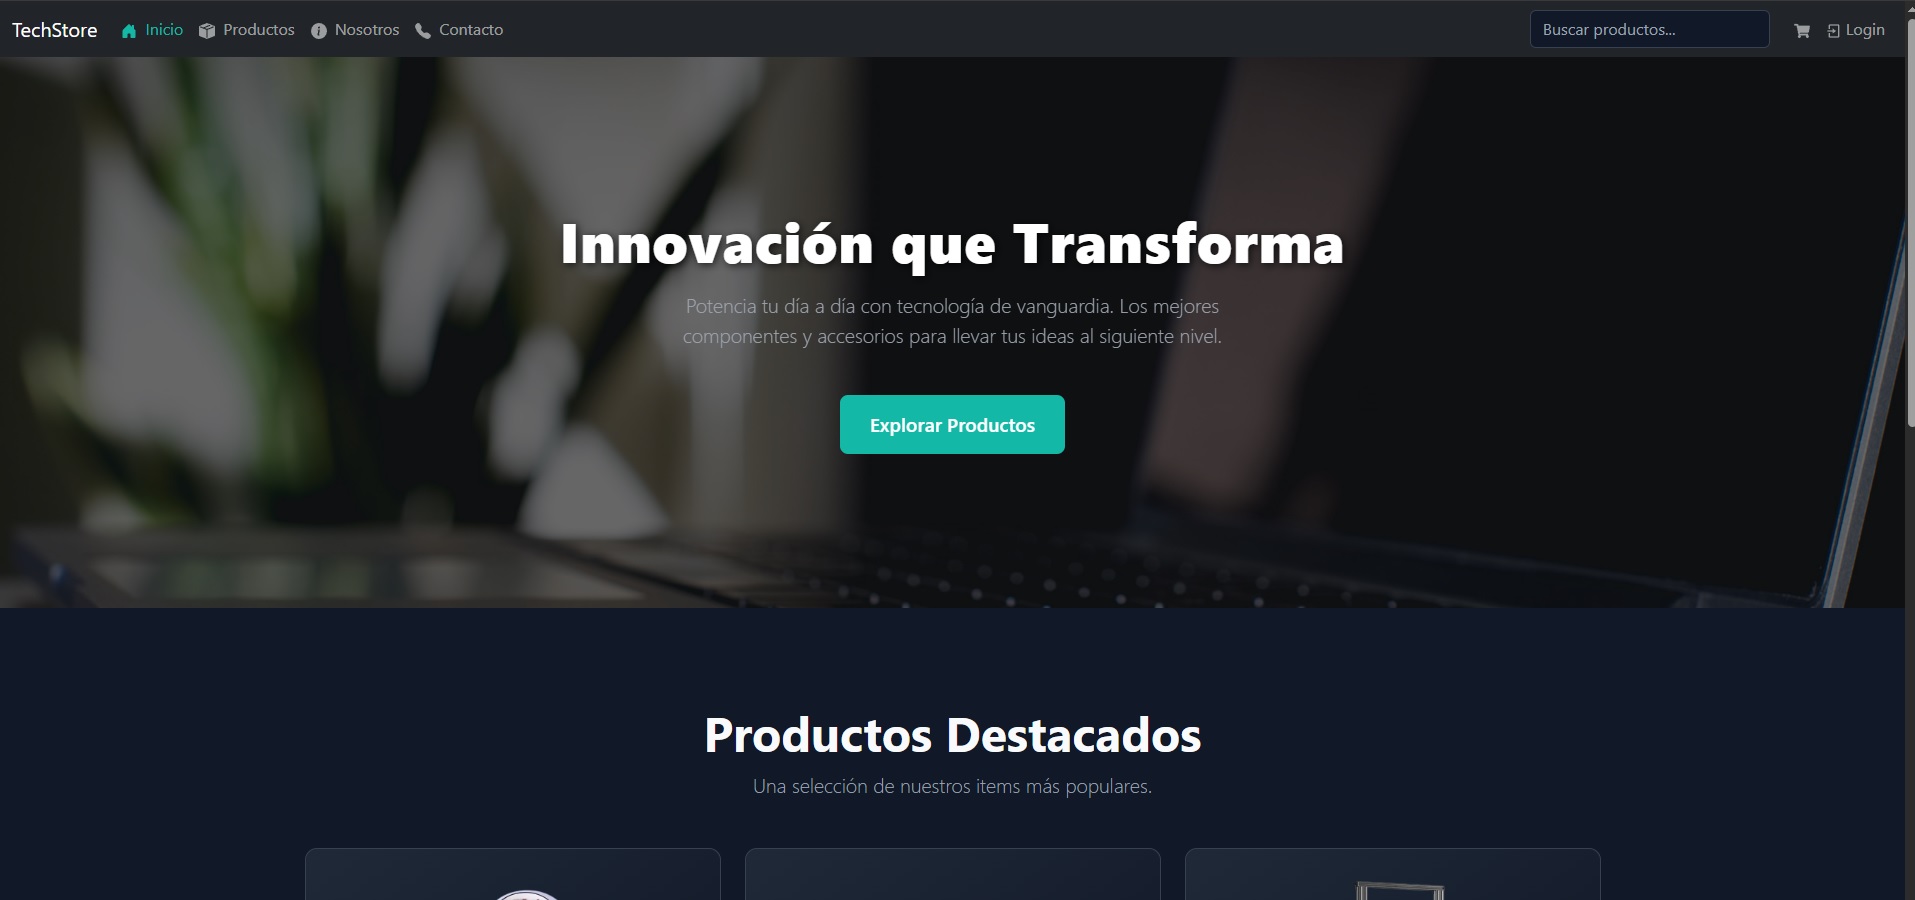 TechStore
Inicio
Productos
Nosotros
Contacto
Buscar productos...
Login
Innovación que Transforma
Potencia tu día a día con tecnología de vanguardia. Los mejores
componentes y accesorios para llevar tus ideas al siguiente nivel.
Explorar Productos
Productos Destacados
Una selección de nuestros items más populares.